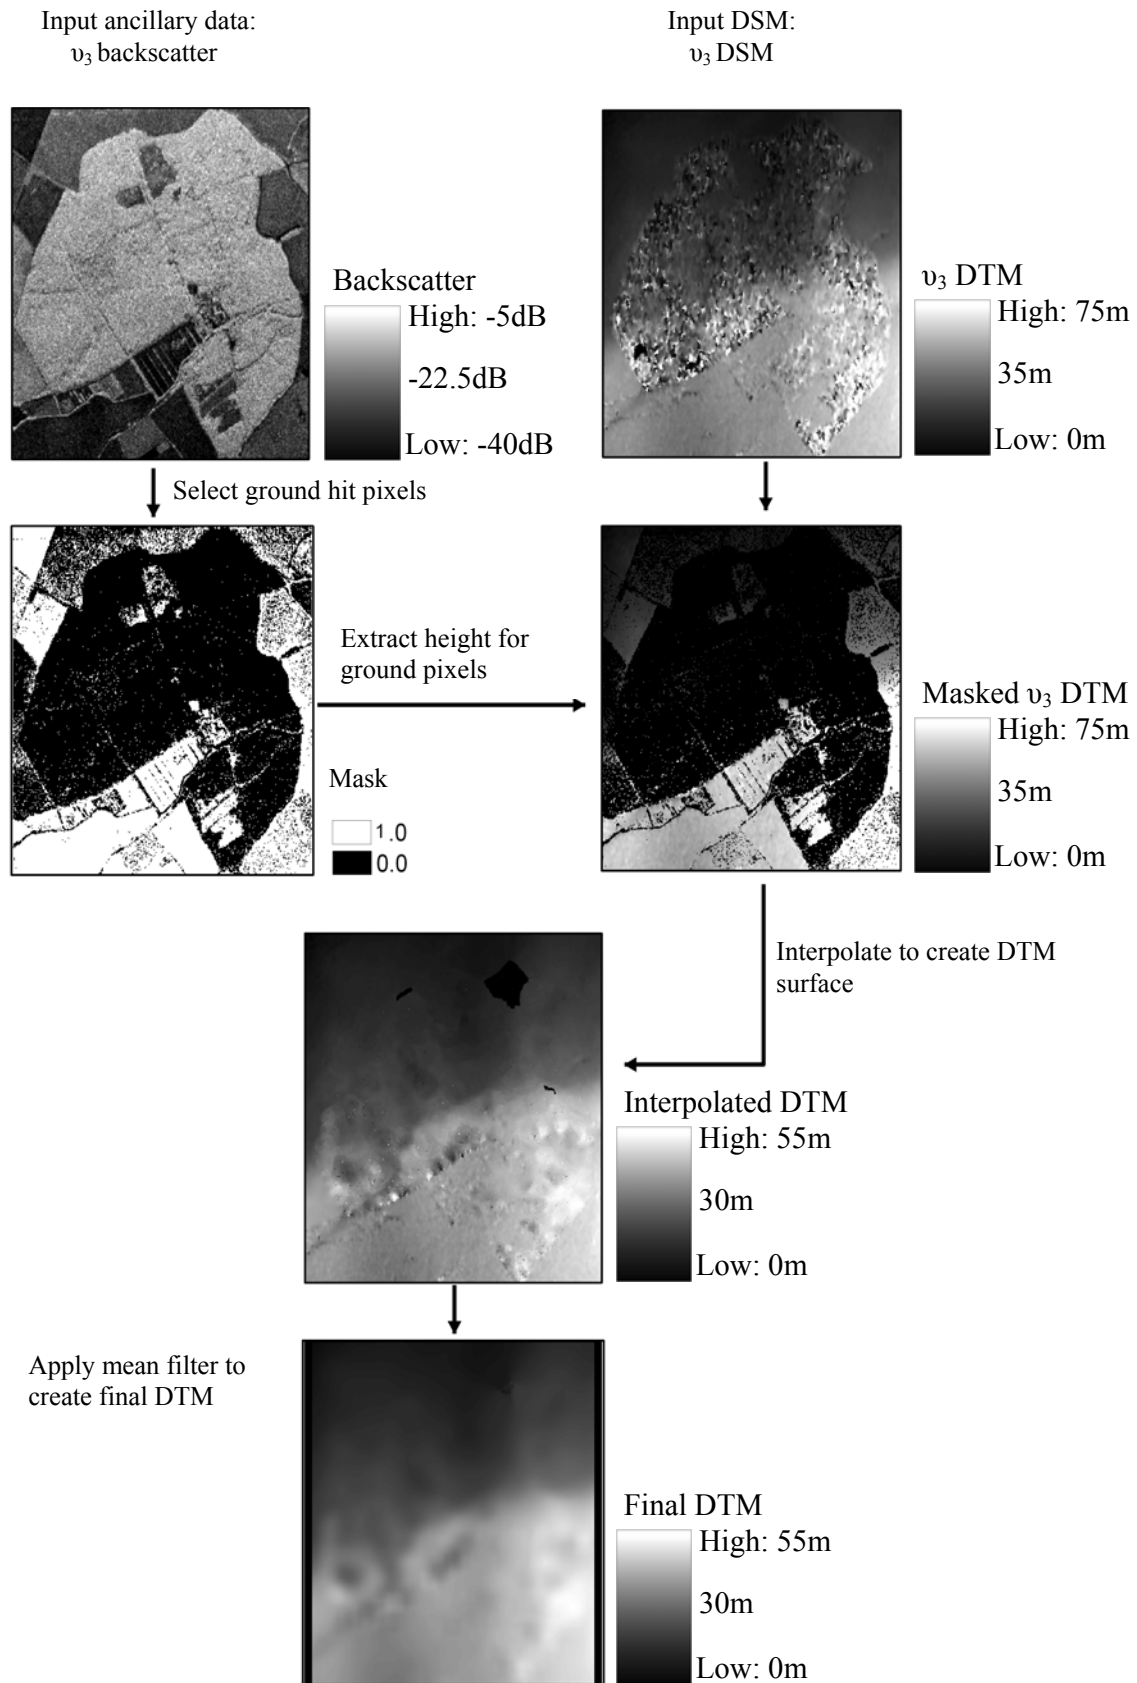 Input ancillary data:
υ₃ backscatter
Input DSM:
υ₃ DSM
Backscatter
High: -5dB
-22.5dB
Low: -40dB
υ₃ DTM
High: 75m
35m
Low: 0m
Select ground hit pixels
Extract height for
ground pixels
Mask
1.0
0.0
Masked υ₃ DTM
High: 75m
35m
Low: 0m
Interpolate to create DTM
surface
Interpolated DTM
High: 55m
30m
Low: 0m
Apply mean filter to
create final DTM
Final DTM
High: 55m
30m
Low: 0m